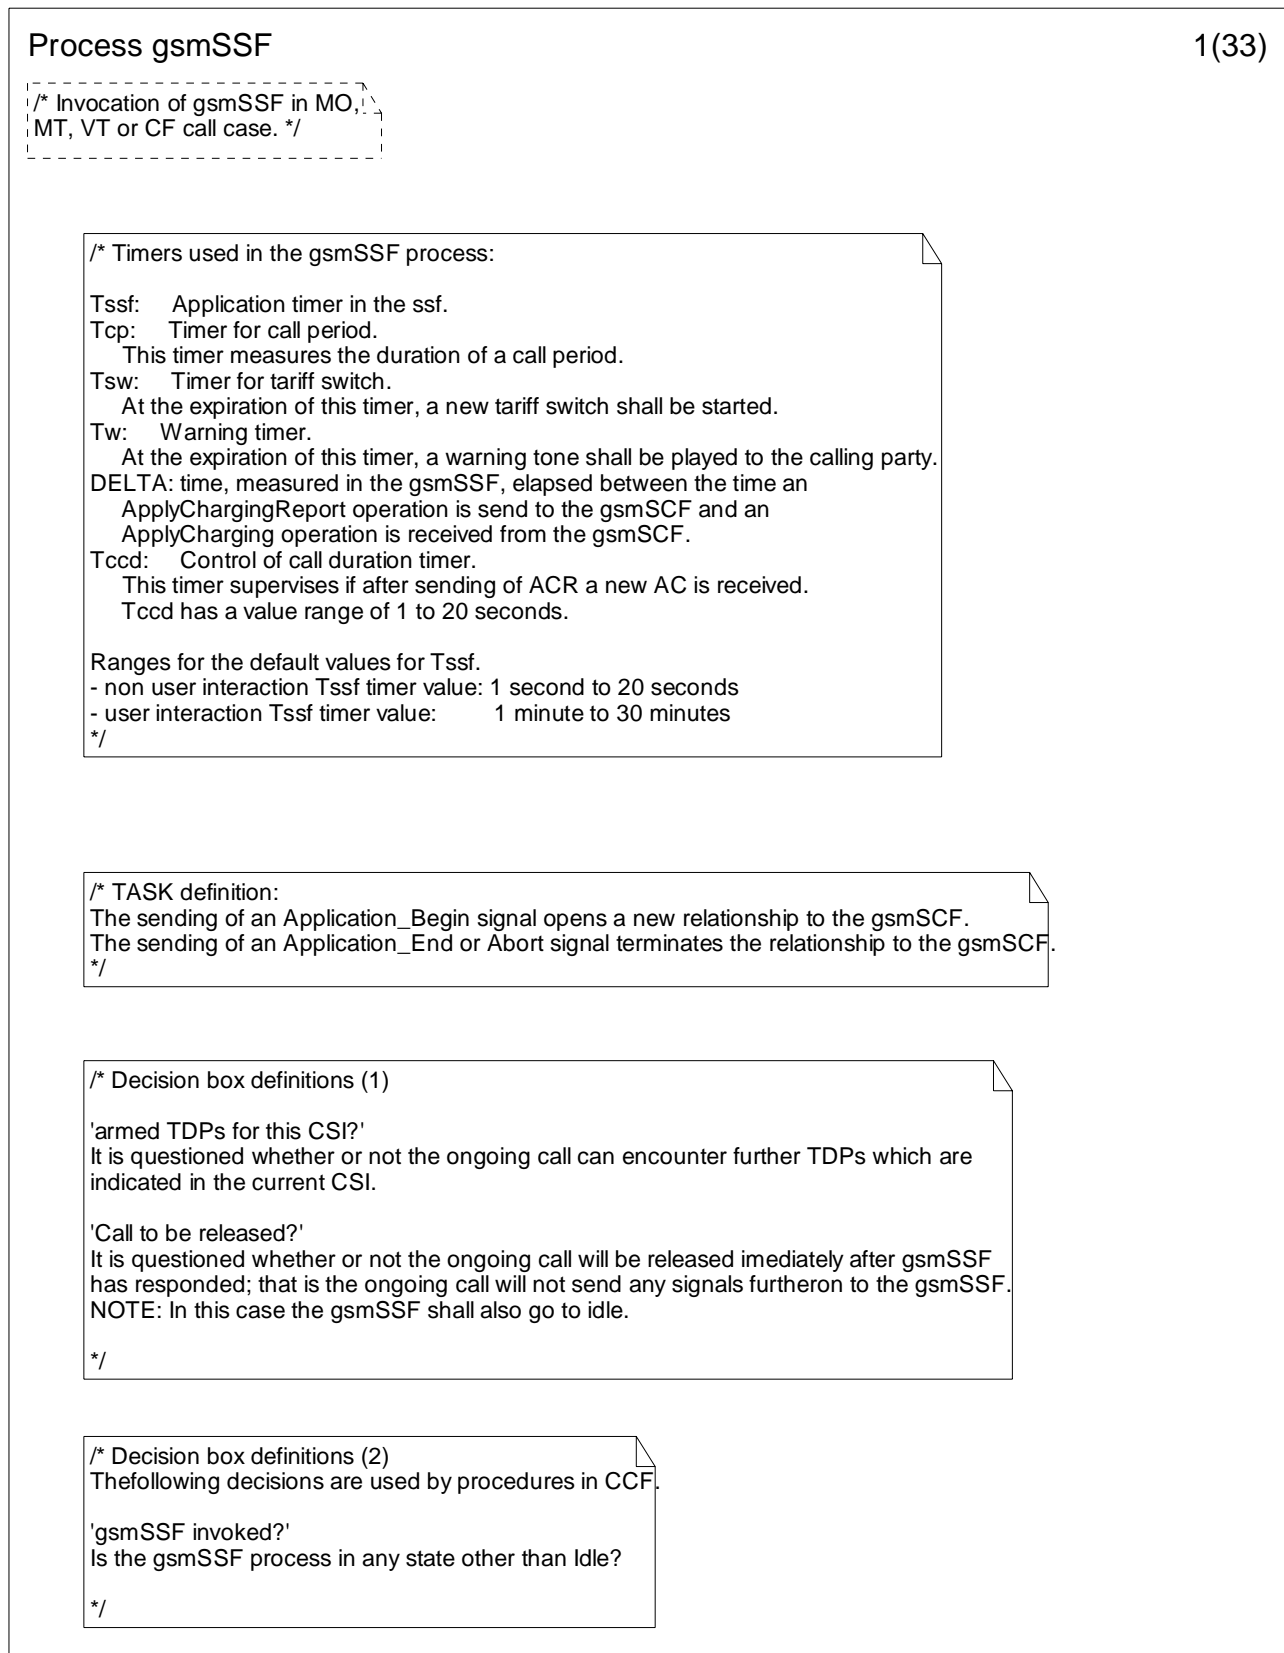 Process gsmSSF 1(33)
/* Invocation of gsmSSF in MO,
MT, VT or CF call case. */
/* Timers used in the gsmSSF process:
Tssf: Application timer in the ssf.
Tcp: Timer for call period.
This timer measures the duration of a call period.
Tsw: Timer for tariff switch.
At the expiration of this timer, a new tariff switch shall be started.
Tw: Warning timer.
At the expiration of this timer, a warning tone shall be played to the calling party.
DELTA: time, measured in the gsmSSF, elapsed between the time an
ApplyChargingReport operation is send to the gsmSCF and an
ApplyCharging operation is received from the gsmSCF.
Tccd: Control of call duration timer.
This timer supervises if after sending of ACR a new AC is received.
Tccd has a value range of 1 to 20 seconds.
Ranges for the default values for Tssf.
- non user interaction Tssf timer value: 1 second to 20 seconds
- user interaction Tssf timer value: 1 minute to 30 minutes
*/
/* TASK definition:
The sending of an Application_Begin signal opens a new relationship to the gsmSCF.
The sending of an Application_End or Abort signal terminates the relationship to the gsmSCF.
*/
/* Decision box definitions (1)
'armed TDPs for this CSI?'
It is questioned whether or not the ongoing call can encounter further TDPs which are
indicated in the current CSI.
'Call to be released?'
It is questioned whether or not the ongoing call will be released imediately after gsmSSF
has responded; that is the ongoing call will not send any signals furtheron to the gsmSSF.
NOTE: In this case the gsmSSF shall also go to idle.
*/
/* Decision box definitions (2)
Thefollowing decisions are used by procedures in CCF.
'gsmSSF invoked?'
Is the gsmSSF process in any state other than Idle?
*/